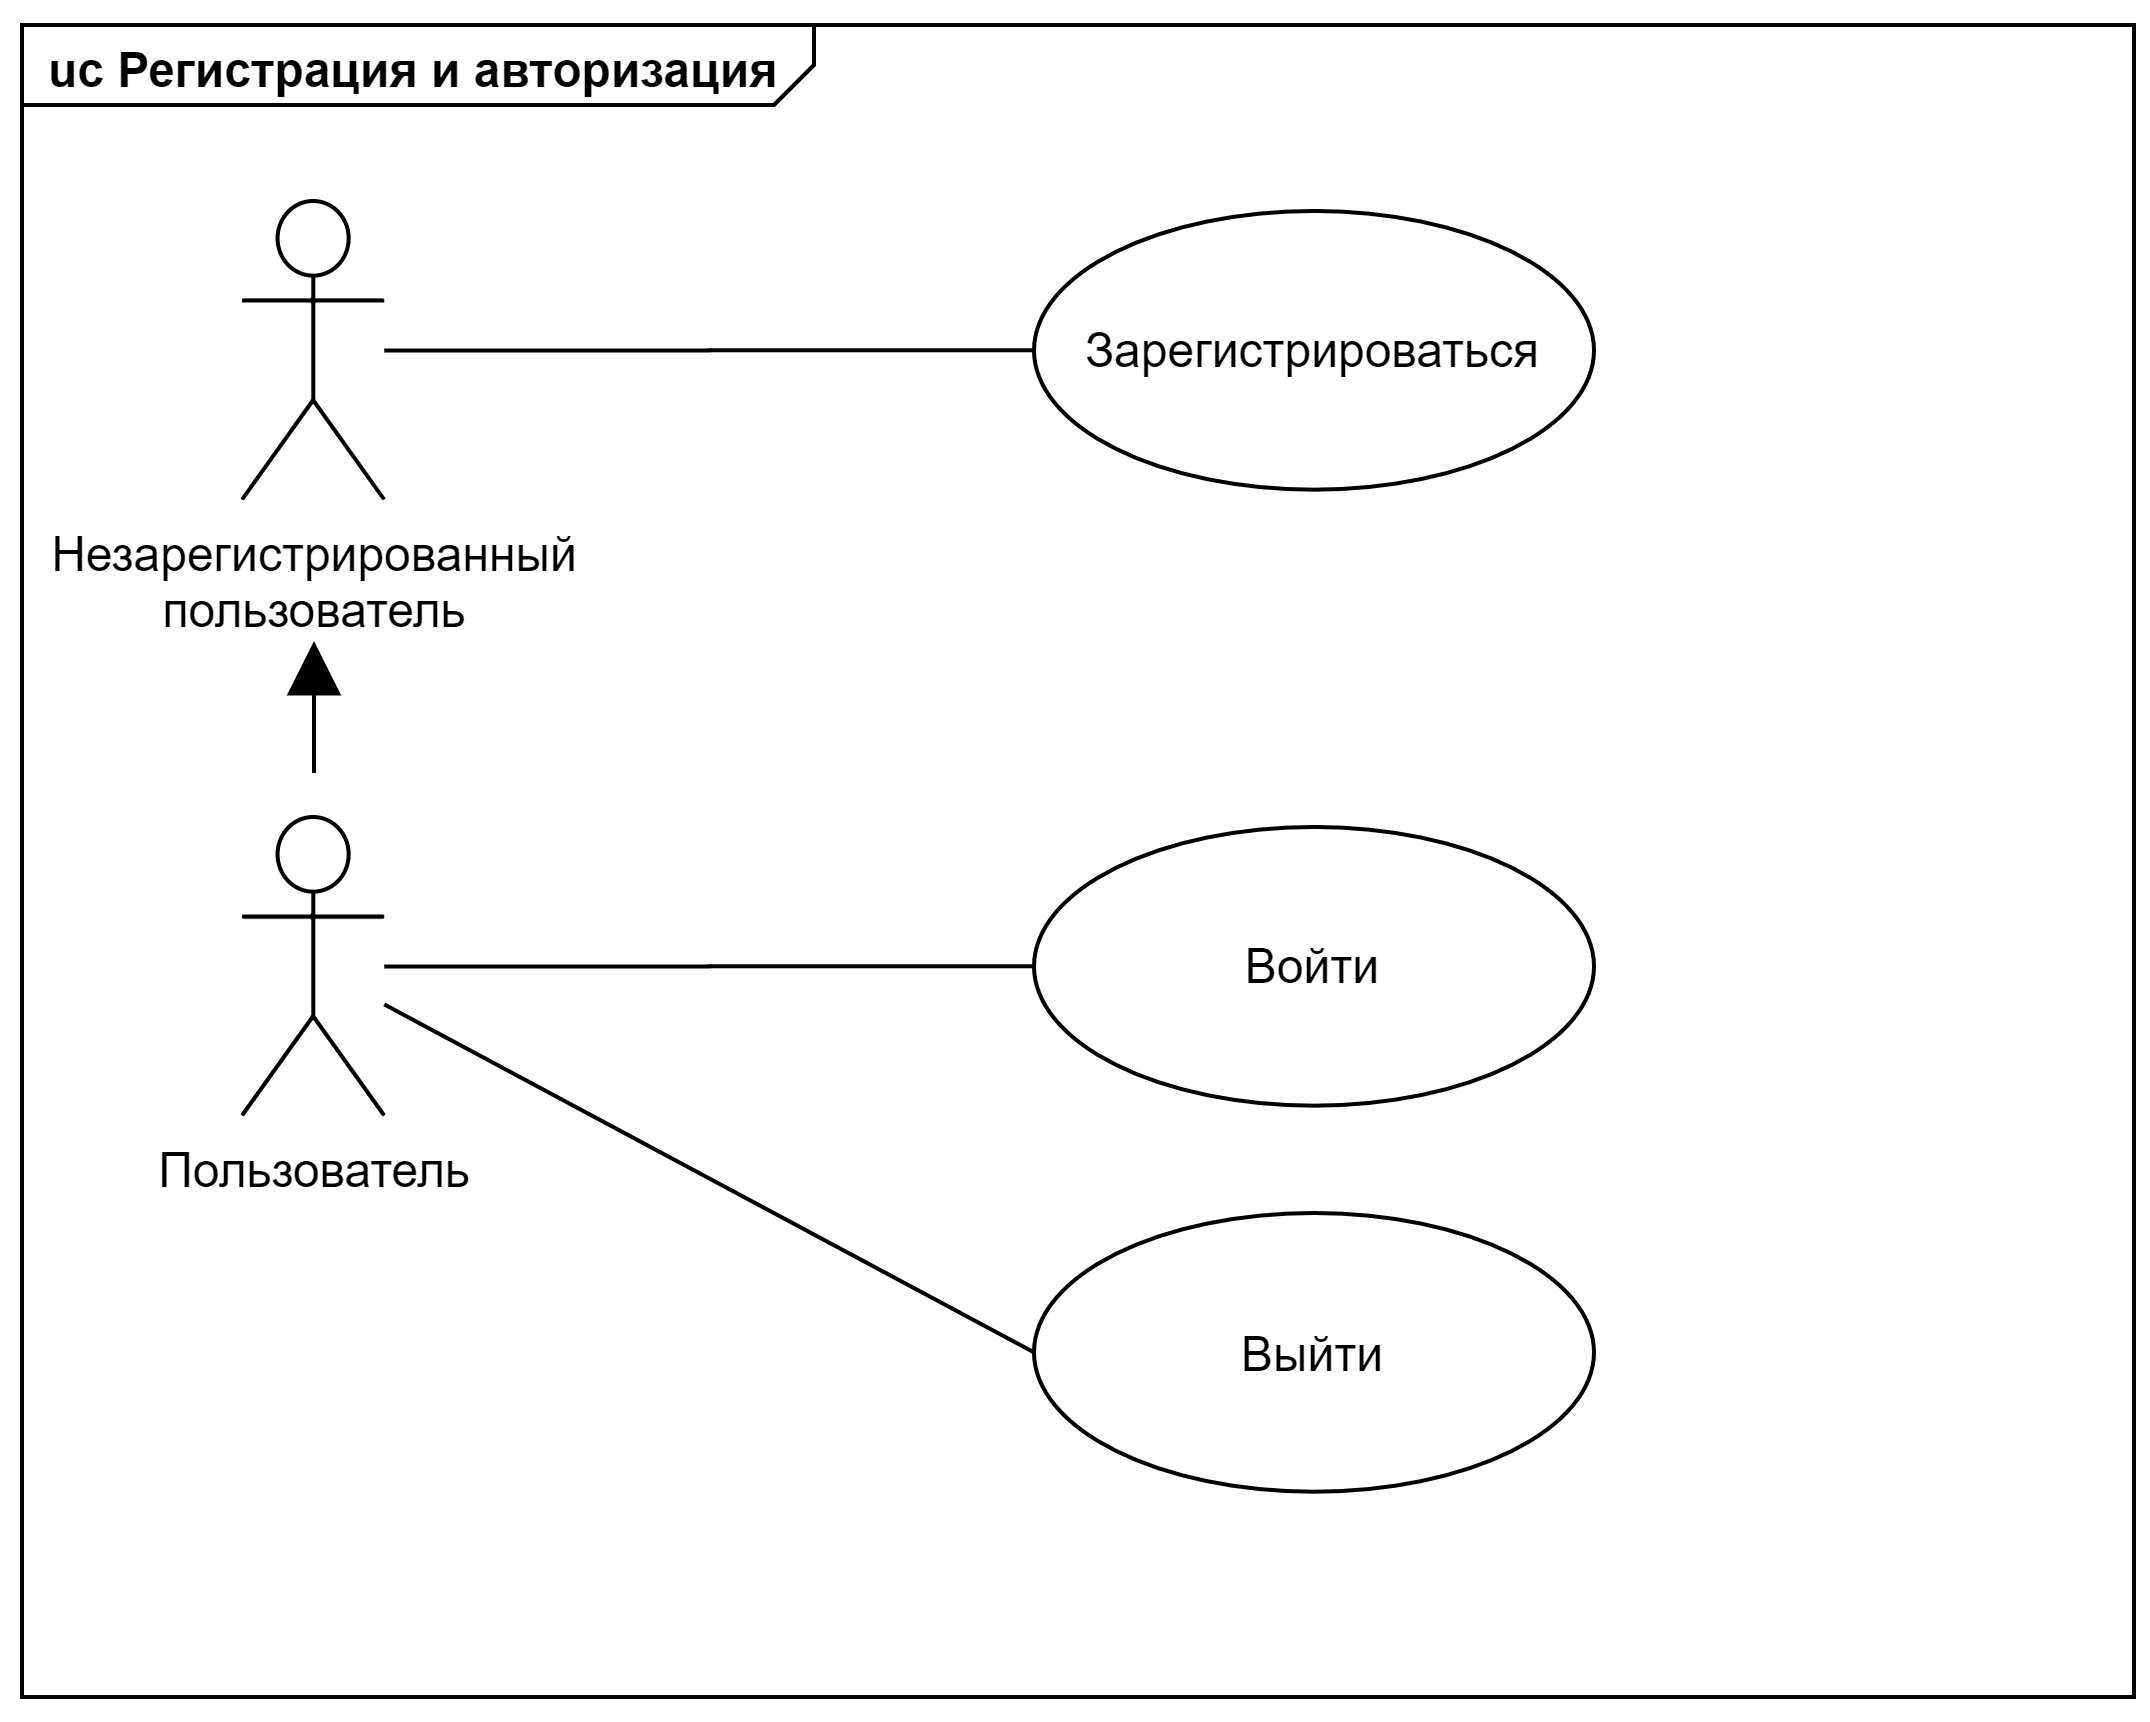 uc Регистрация и авторизация
Зарегистрироваться
Незарегистрированный
пользователь
Войти
Пользователь
Выйти